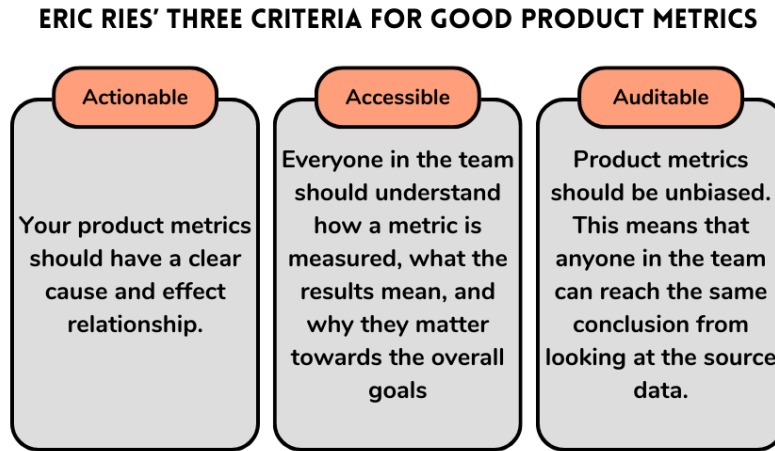 ERIC RIES' THREE CRITERIA FOR GOOD PRODUCT METRICS
Actionable
Your product metrics
should have a clear
cause and effect
relationship.
Accessible
Everyone in the team
should understand
how a metric is
measured, what the
results mean, and
why they matter
towards the overall
goals
Auditable
Product metrics
should be unbiased.
This means that
anyone in the team
can reach the same
conclusion from
looking at the source
data.